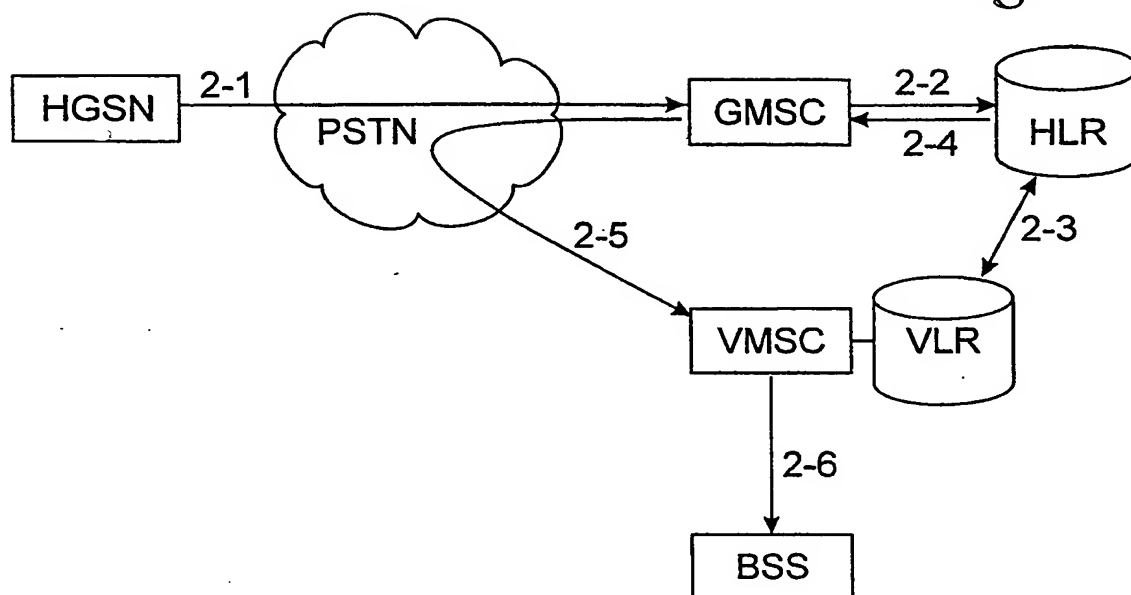 HGSN
2-1
PSTN
GMSC
2-2
2-4
HLR
2-3
2-5
VMSC
VLR
2-6
BSS